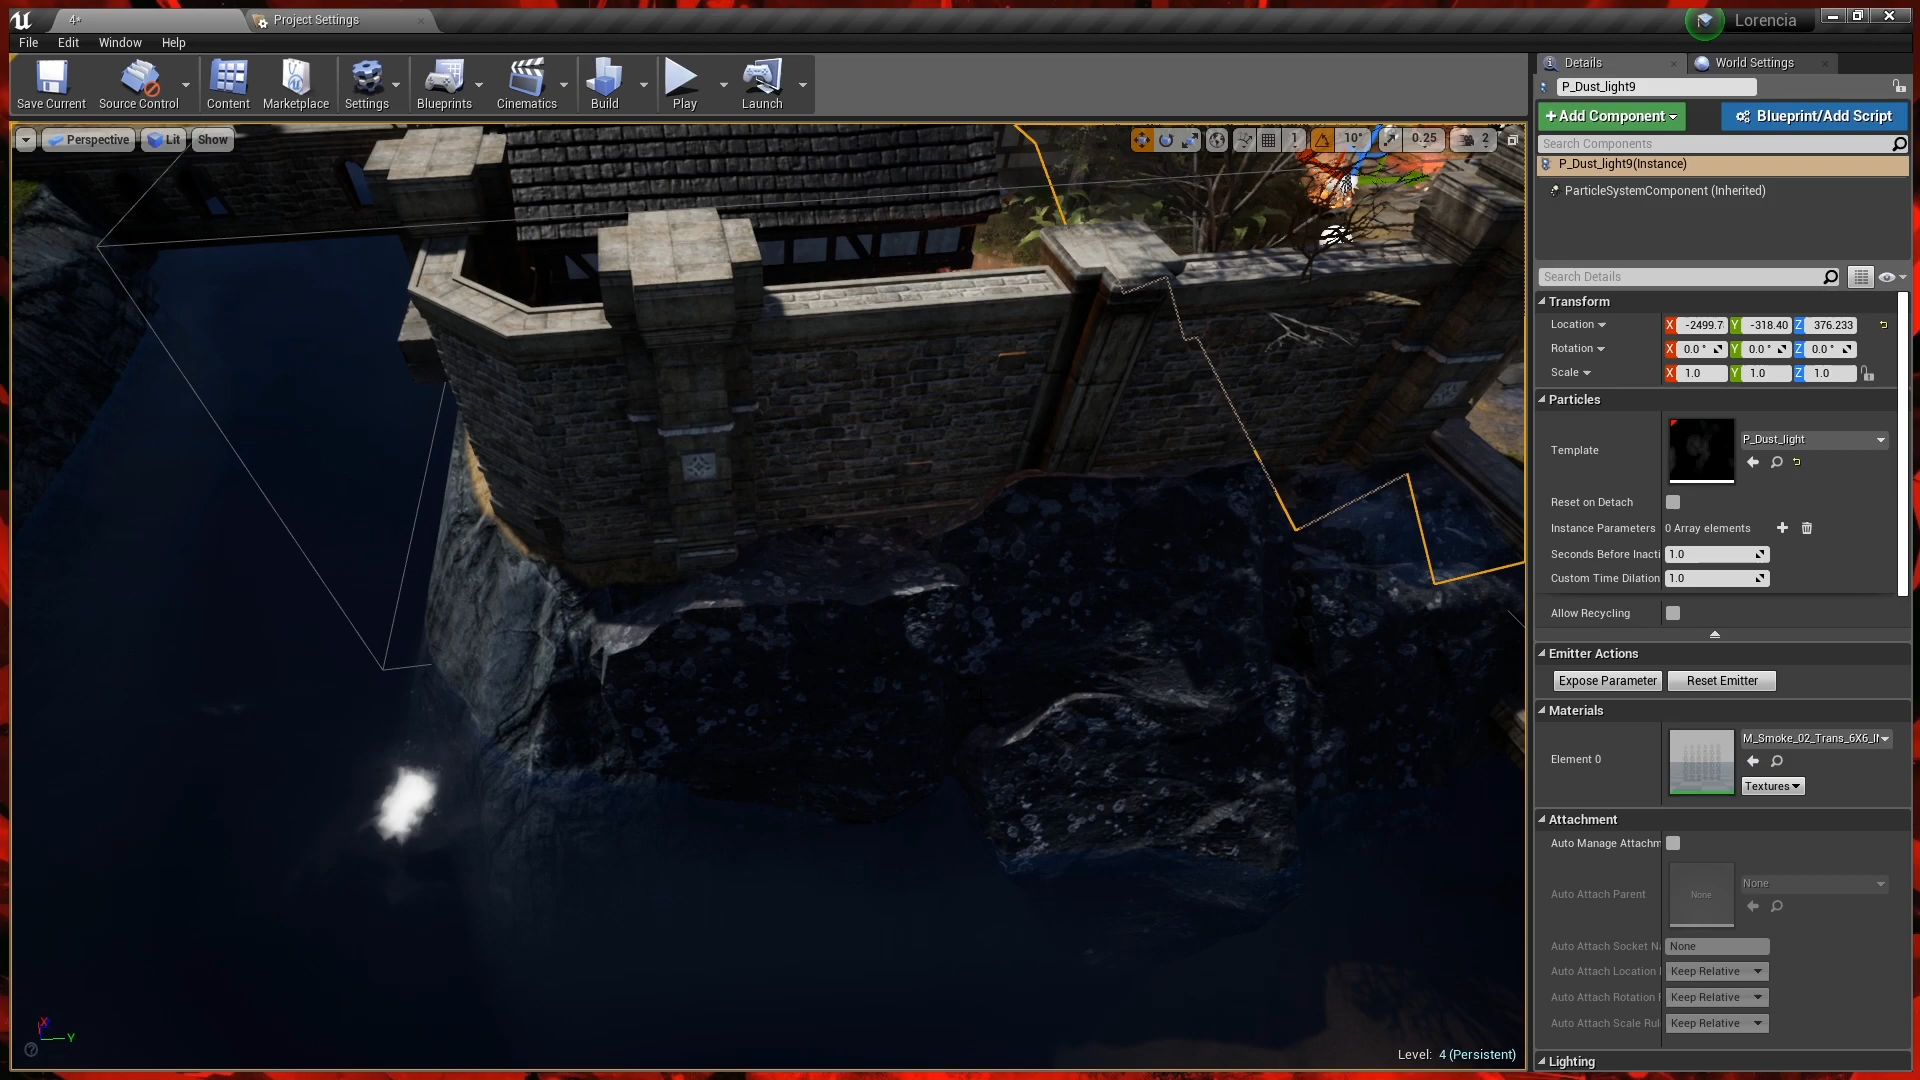 4*
Project Settings
Lorencia
File Edit Window Help
Save Current
Source Control
Content
Marketplace
Settings
Blueprints
Cinematics
Build
Play
Launch
Perspective
Lit
Show
1
10°
0.25
2
Details
World Settings
P_Dust_light9
+Add Component
Blueprint/Add Script
Search Components
P_Dust_light9(Instance)
ParticleSystemComponent (Inherited)
Search Details
Transform
Location X -2499.7 Y -318.40 Z 376.233
Rotation X 0.0 ° Y 0.0 ° Z 0.0 °
Scale X 1.0 Y 1.0 Z 1.0
Particles
Template
P_Dust_light
Reset on Detach
Instance Parameters 0 Array elements
Seconds Before Inacti 1.0
Custom Time Dilation 1.0
Allow Recycling
Emitter Actions
Expose Parameter
Reset Emitter
Materials
Element 0
M_Smoke_02_Trans_6X6_I
Textures
Attachment
Auto Manage Attachm
Auto Attach Parent
None
None
Auto Attach Socket N None
Auto Attach Location Keep Relative
Auto Attach Rotation Keep Relative
Auto Attach Scale Rul Keep Relative
Lighting
X
Y
Level: 4 (Persistent)